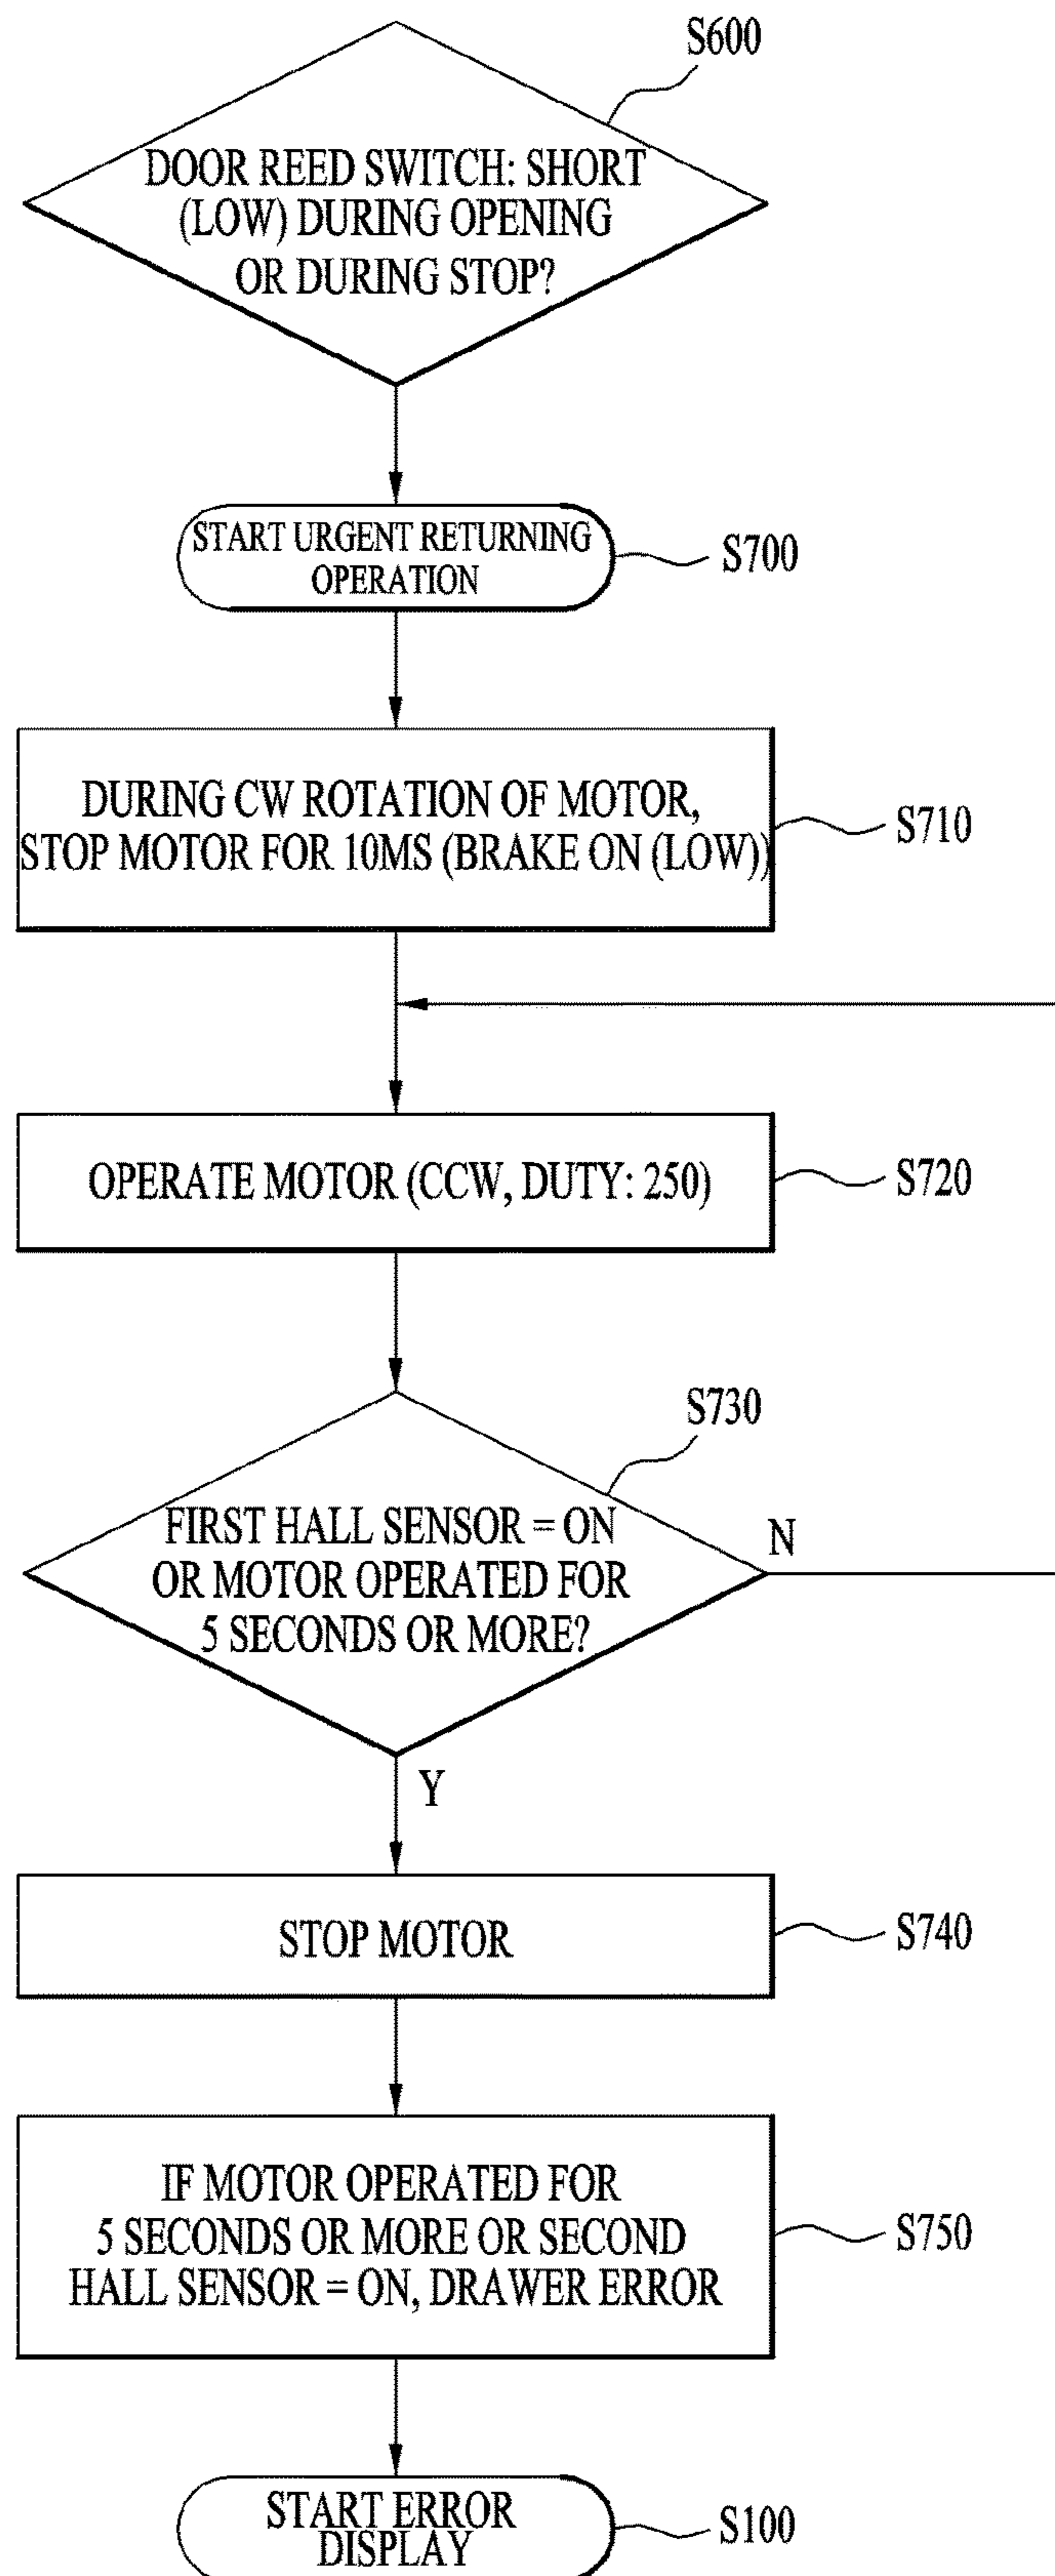 S600
DOOR REED SWITCH: SHORT
(LOW) DURING OPENING
OR DURING STOP?
START URGENT RETURNING
OPERATION
S700
DURING CW ROTATION OF MOTOR,
STOP MOTOR FOR 10MS (BRAKE ON (LOW))
S710
OPERATE MOTOR (CCW, DUTY: 250)
S720
S730
FIRST HALL SENSOR = ON
OR MOTOR OPERATED FOR
5 SECONDS OR MORE?
N
Y
STOP MOTOR
S740
IF MOTOR OPERATED FOR
5 SECONDS OR MORE OR SECOND
HALL SENSOR = ON, DRAWER ERROR
S750
START ERROR
DISPLAY
S100